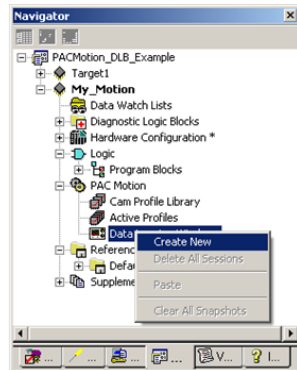 Navigator
PACMotion_DLB_Example
Target1
My_Motion
Data Watch Lists
Diagnostic Logic Blocks
Hardware Configuration *
Logic
Program Blocks
PAC Motion
Cam Profile Library
Active Profiles
Data
Create New
Referenc
Delete All Sessions
Defau
Suppleme
Paste
Clear All Snapshots
... ... ... ... V... I...